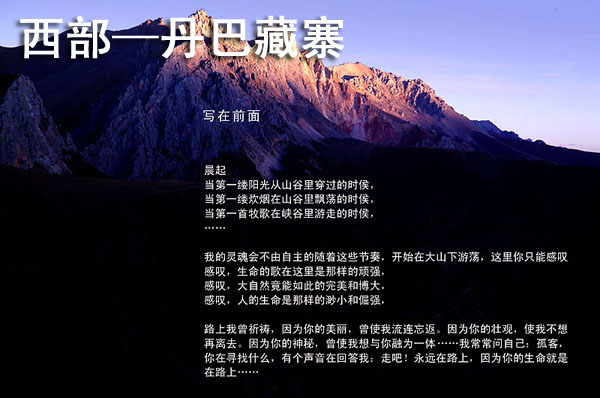 西部—丹巴藏寨
写在前面
晨起
当第一缕阳光从山谷里穿过的时侯，
当第一缕炊烟在山谷里飘荡的时侯，
当第一首牧歌在峡谷里游走的时侯，
……
我的灵魂会不由自主的随着这些节奏，开始在大山下游荡，这里你只能感叹
感叹，生命的歌在这里是那样的顽强，
感叹，大自然竟能如此的完美和博大，
感叹，人的生命是那样的渺小和倔强，
路上我曾祈祷，因为你的美丽，曾使我流连忘返。因为你的壮观，使我不想
再离去。因为你的神秘，曾使我想与你融为一体……我常常问自己：孤客，
你在寻找什么，有个声音在回答我：走吧！永远在路上，因为你的生命就是
在路上……